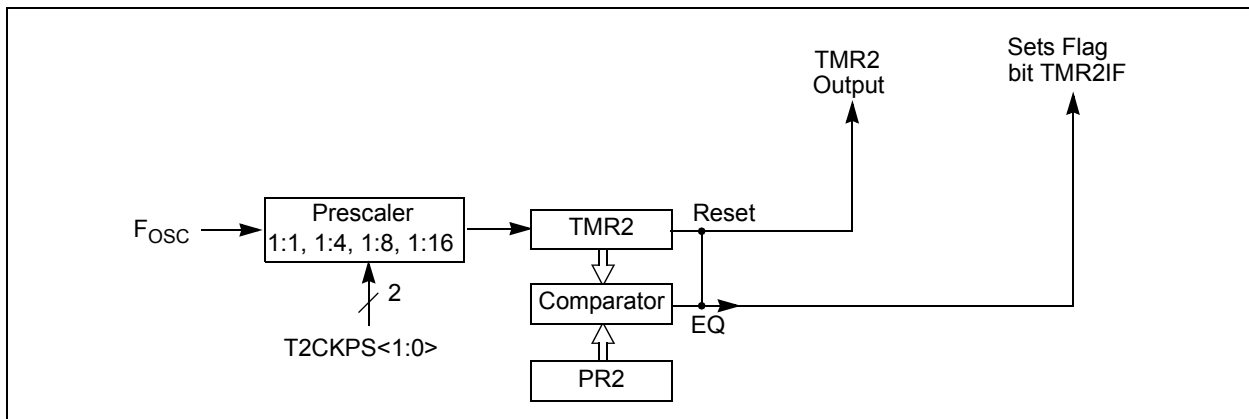 TMR2
Output
Sets Flag
bit TMR2IF
FOSC
Prescaler
1:1, 1:4, 1:8, 1:16
TMR2
Reset
2
Comparator
EQ
T2CKPS<1:0>
PR2